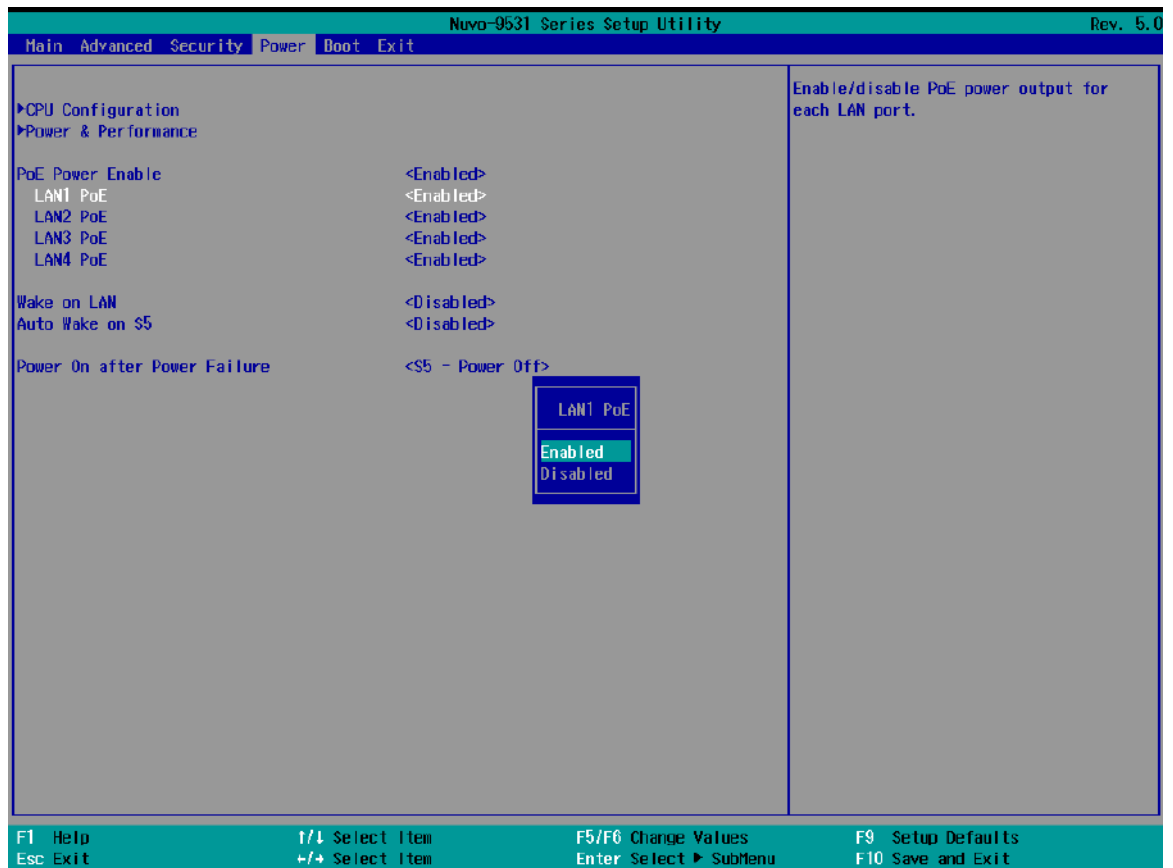 Nuvo-9531 Series Setup Utility Rev. 5.0
Main Advanced Security Power Boot Exit
▶CPU Configuration
▶Power & Performance
PoE Power Enable <Enabled>
LAN1 PoE <Enabled>
LAN2 PoE <Enabled>
LAN3 PoE <Enabled>
LAN4 PoE <Enabled>
Wake on LAN <Disabled>
Auto Wake on S5 <Disabled>
Power On after Power Failure <S5 - Power Off>
LAN1 PoE
Enabled
Disabled
Enable/disable PoE power output for
each LAN port.
F1 Help ↑/↓ Select Item F5/F6 Change Values F9 Setup Defaults
Esc Exit ←/→ Select Item Enter Select ▶ SubMenu F10 Save and Exit